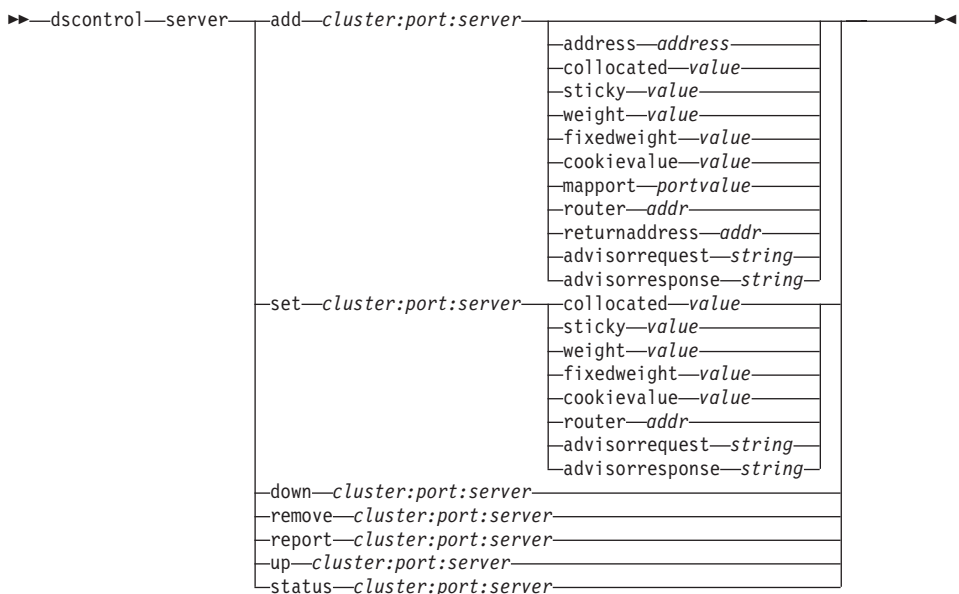 dscontrol server add cluster:port:server
address address
collocated value
sticky value
weight value
fixedweight value
cookievalue value
mapport portvalue
router addr
returnaddress addr
advisorrequest string
advisorresponse string
set cluster:port:server collocated value
sticky value
weight value
fixedweight value
cookievalue value
router addr
advisorrequest string
advisorresponse string
down cluster:port:server
remove cluster:port:server
report cluster:port:server
up cluster:port:server
status cluster:port:server